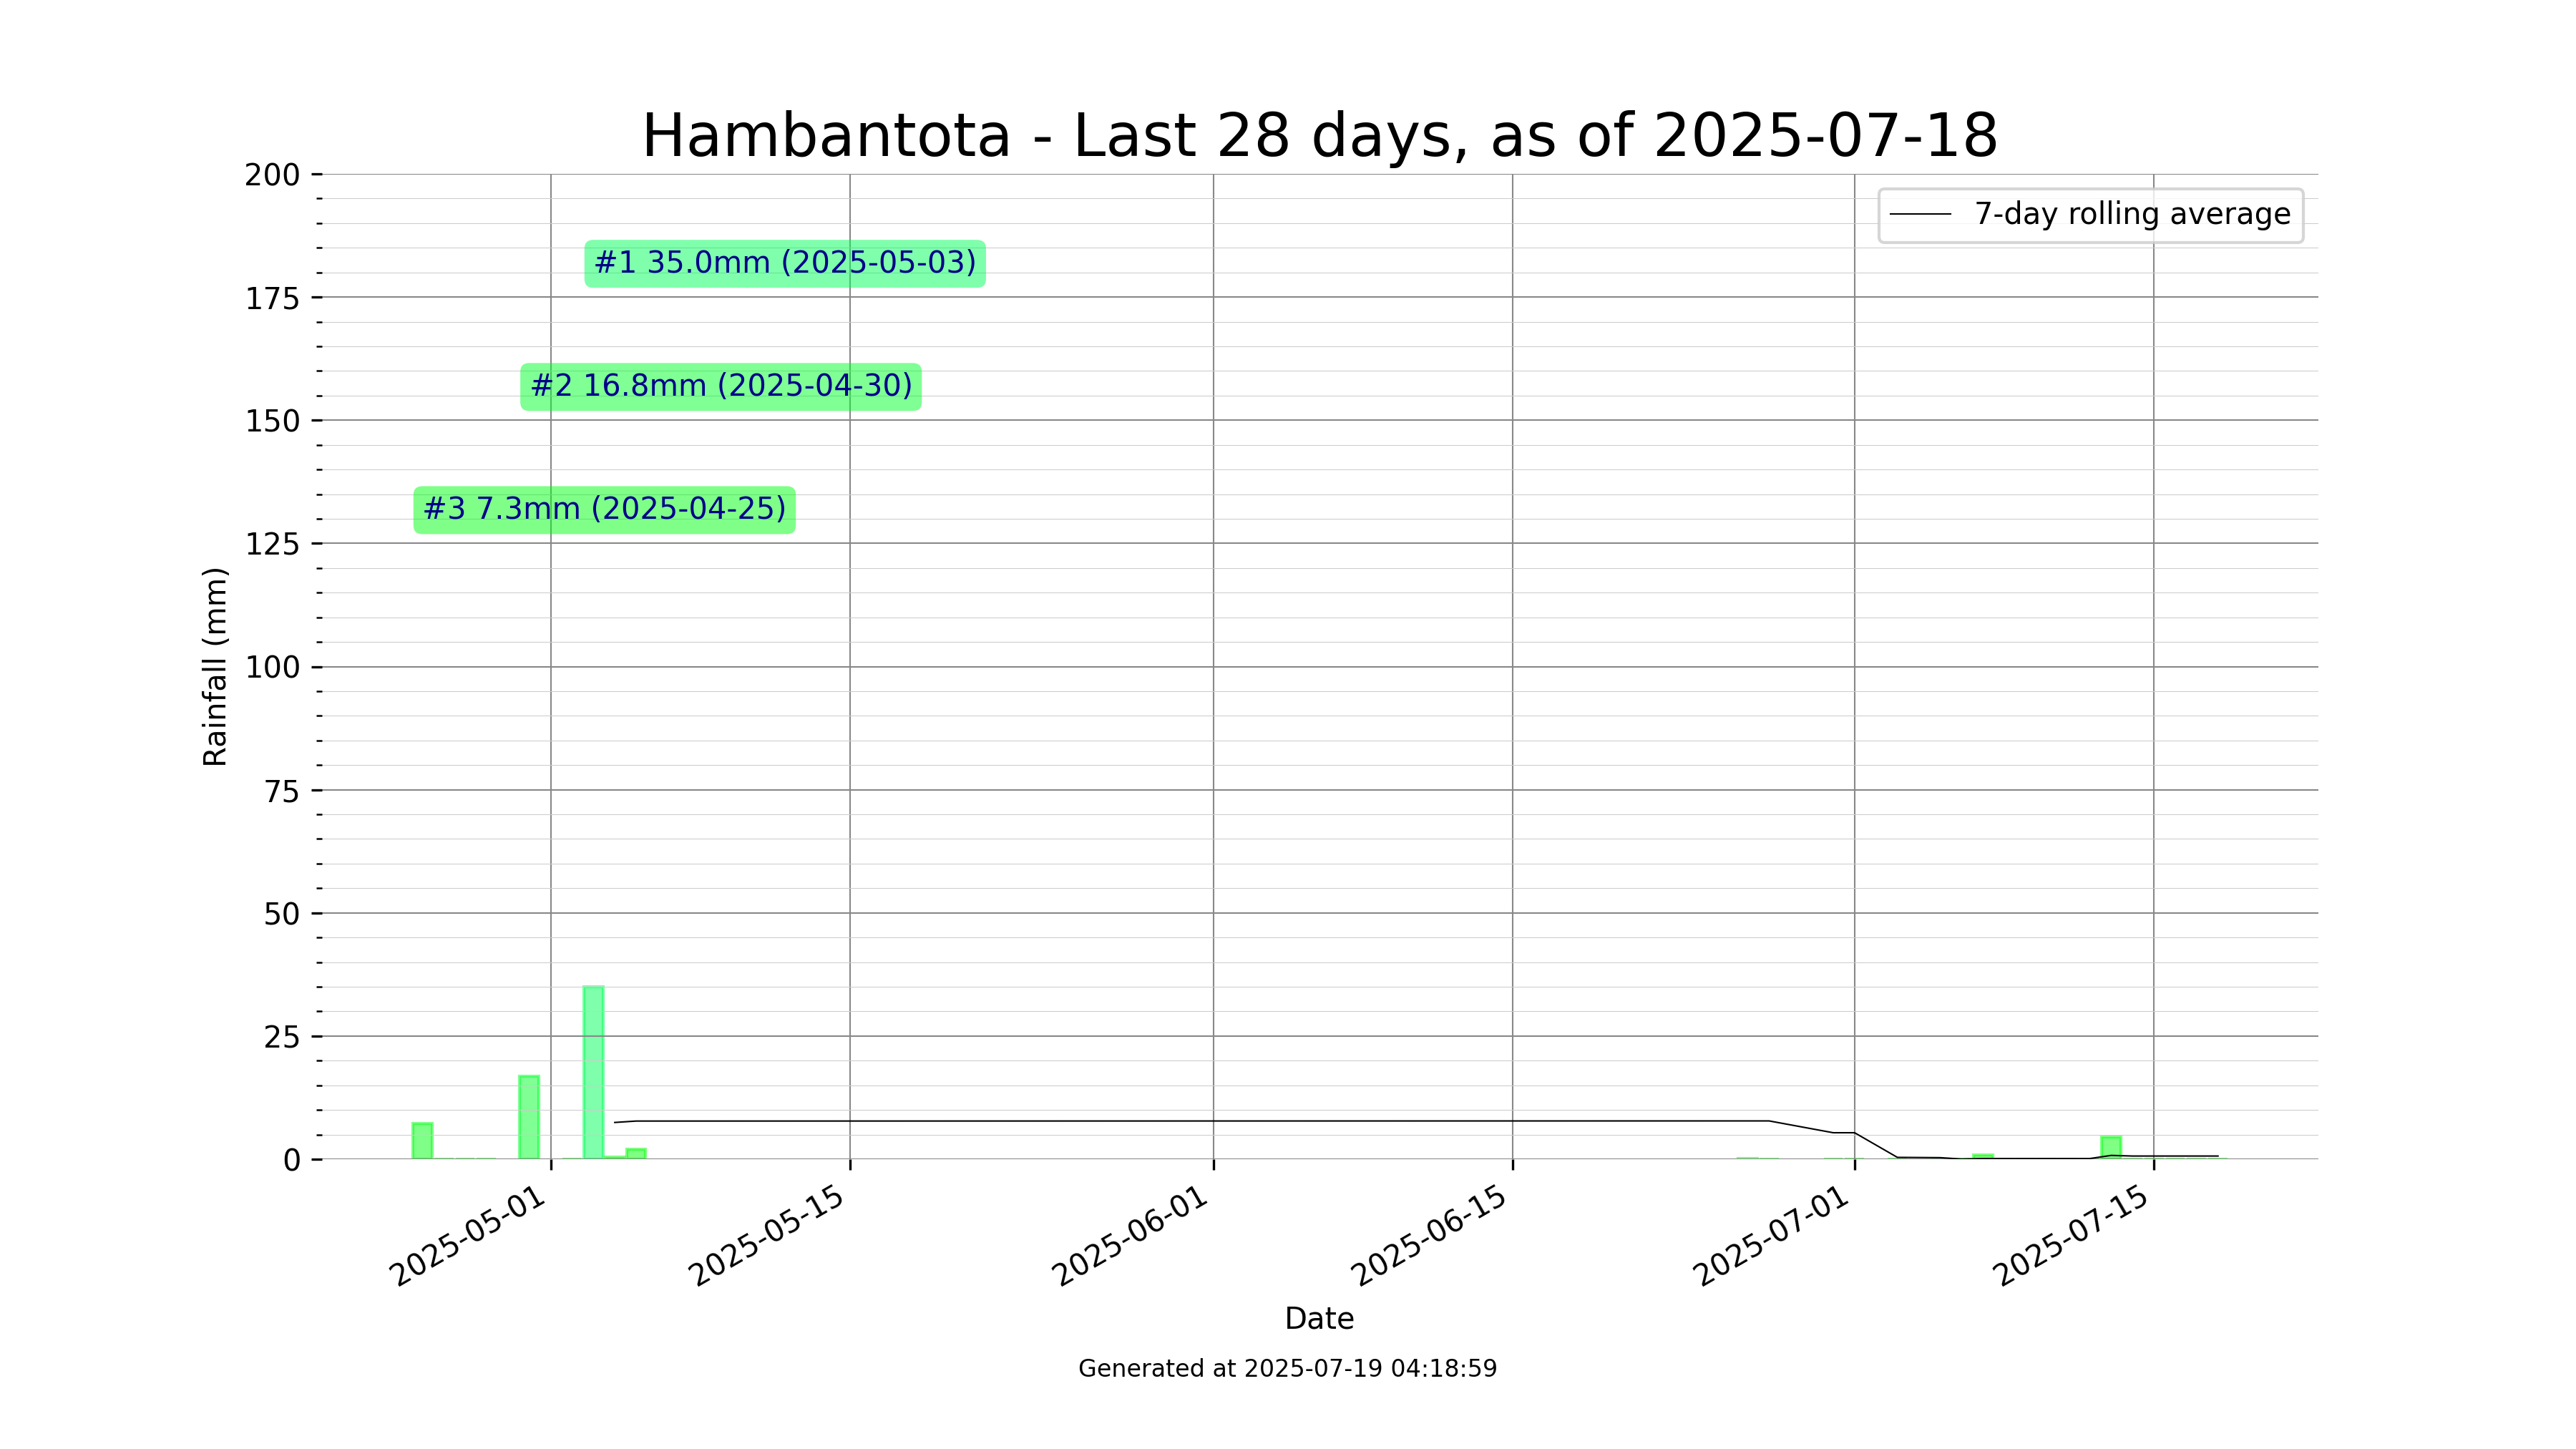 Hambantota - Last 28 days, as of 2025-07-18
200
175
150
125
100
75
50
25
0
Rainfall (mm)
7-day rolling average
#1 35.0mm (2025-05-03)
#2 16.8mm (2025-04-30)
#3 7.3mm (2025-04-25)
2025-05-01
2025-05-15
2025-06-01
2025-06-15
2025-07-01
2025-07-15
Date
Generated at 2025-07-19 04:18:59